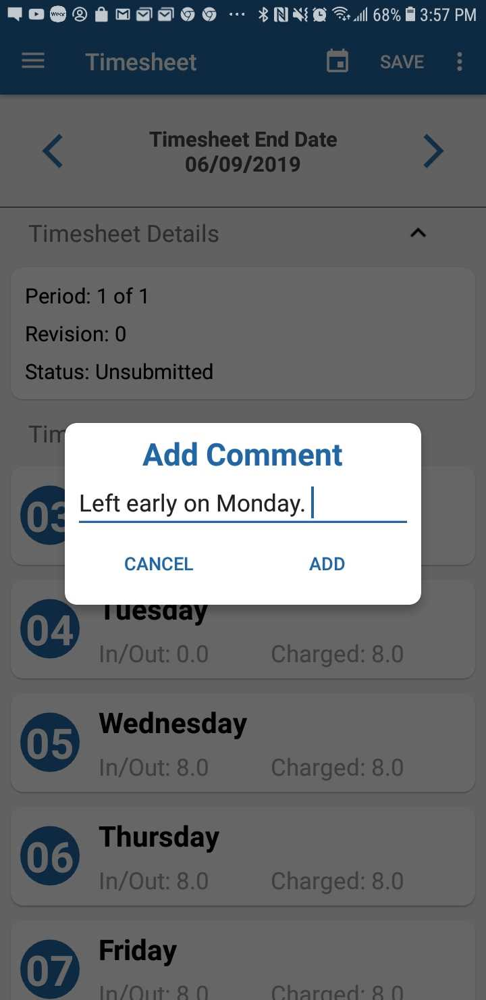 wear 68% 3:57 PM
Timesheet SAVE
Timesheet End Date
06/09/2019
Timesheet Details
Period: 1 of 1
Revision: 0
Status: Unsubmitted
Tim
Add Comment
Left early on Monday.
03
CANCEL ADD
Tuesday
04
In/Out: 0.0 Charged: 8.0
Wednesday
05
In/Out: 8.0 Charged: 8.0
Thursday
06
In/Out: 8.0 Charged: 8.0
Friday
07
In/Out: 8.0 Charged: 8.0